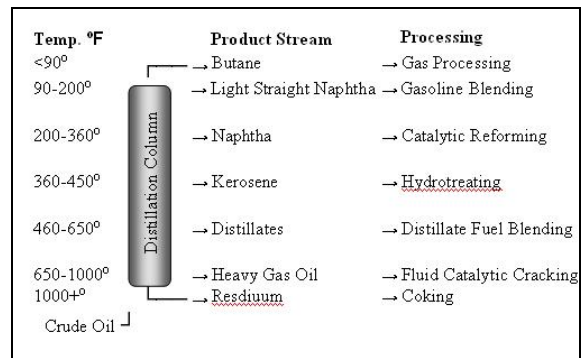 Temp. ºF Product Stream Processing
<90º → Butane → Gas Processing
90-200º → Light Straight Naphtha → Gasoline Blending
200-360º → Naphtha → Catalytic Reforming
360-450º → Kerosene → Hydrotreating
460-650º → Distillates → Distillate Fuel Blending
650-1000º → Heavy Gas Oil → Fluid Catalytic Cracking
1000+º → Resdiuum → Coking
Distillation Column
Crude Oil